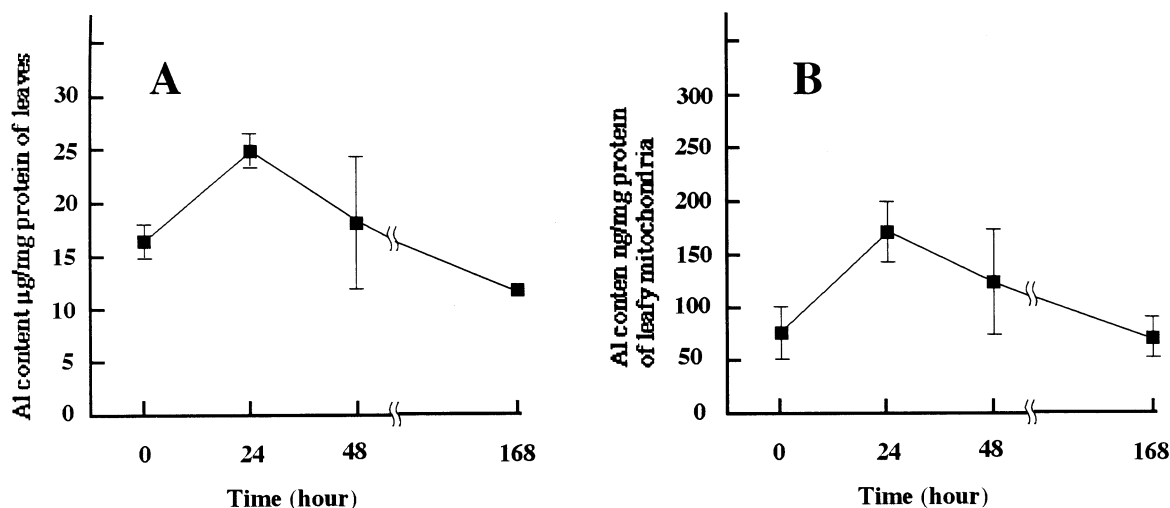 A
Al content µg/mg protein of leaves
30
25
20
15
10
5
0
0 24 48 168
Time (hour)
B
Al conten ng/mg protein
of leafy mitochondria
300
250
200
150
100
50
0
0 24 48 168
Time (hour)